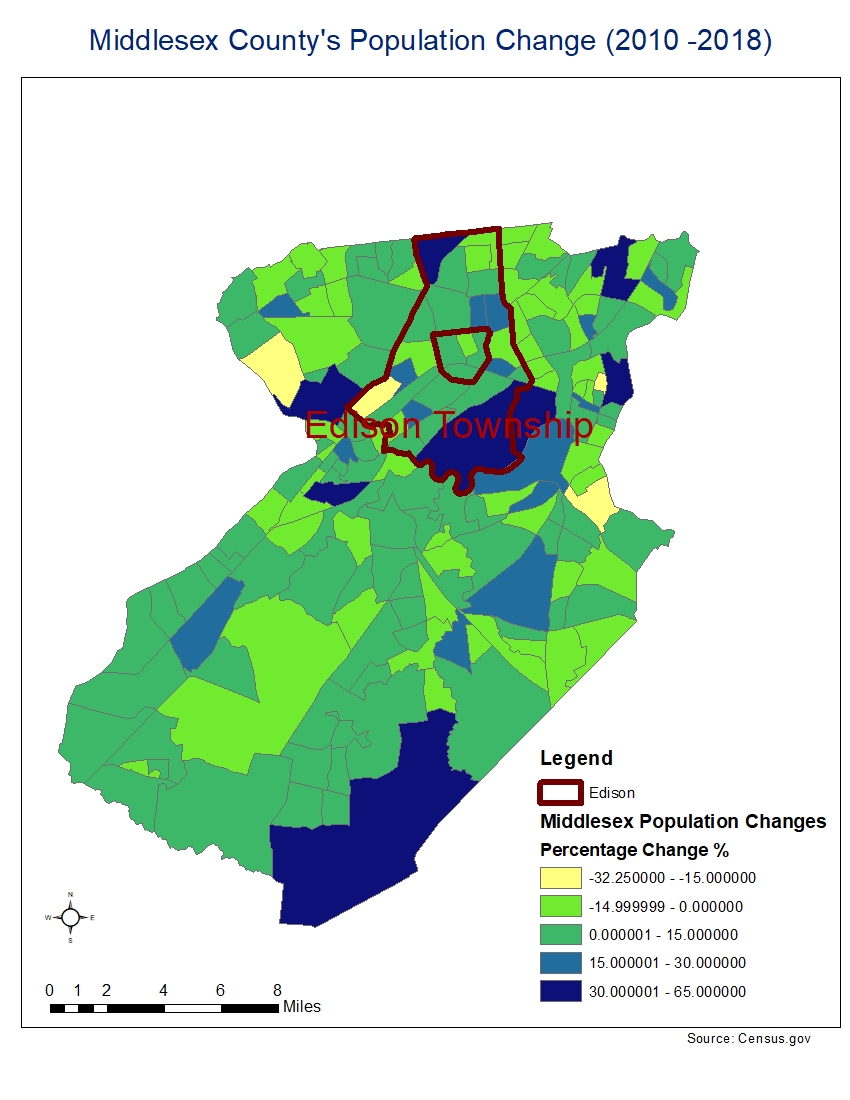 Middlesex County's Population Change (2010 -2018)
Edison Township
Legend
Edison
Middlesex Population Changes
Percentage Change %
-32.250000 - -15.000000
-14.999999 - 0.000000
0.000001 - 15.000000
15.000001 - 30.000000
30.000001 - 65.000000
N
W E
S
0 1 2 4 6 8
Miles
Source: Census.gov